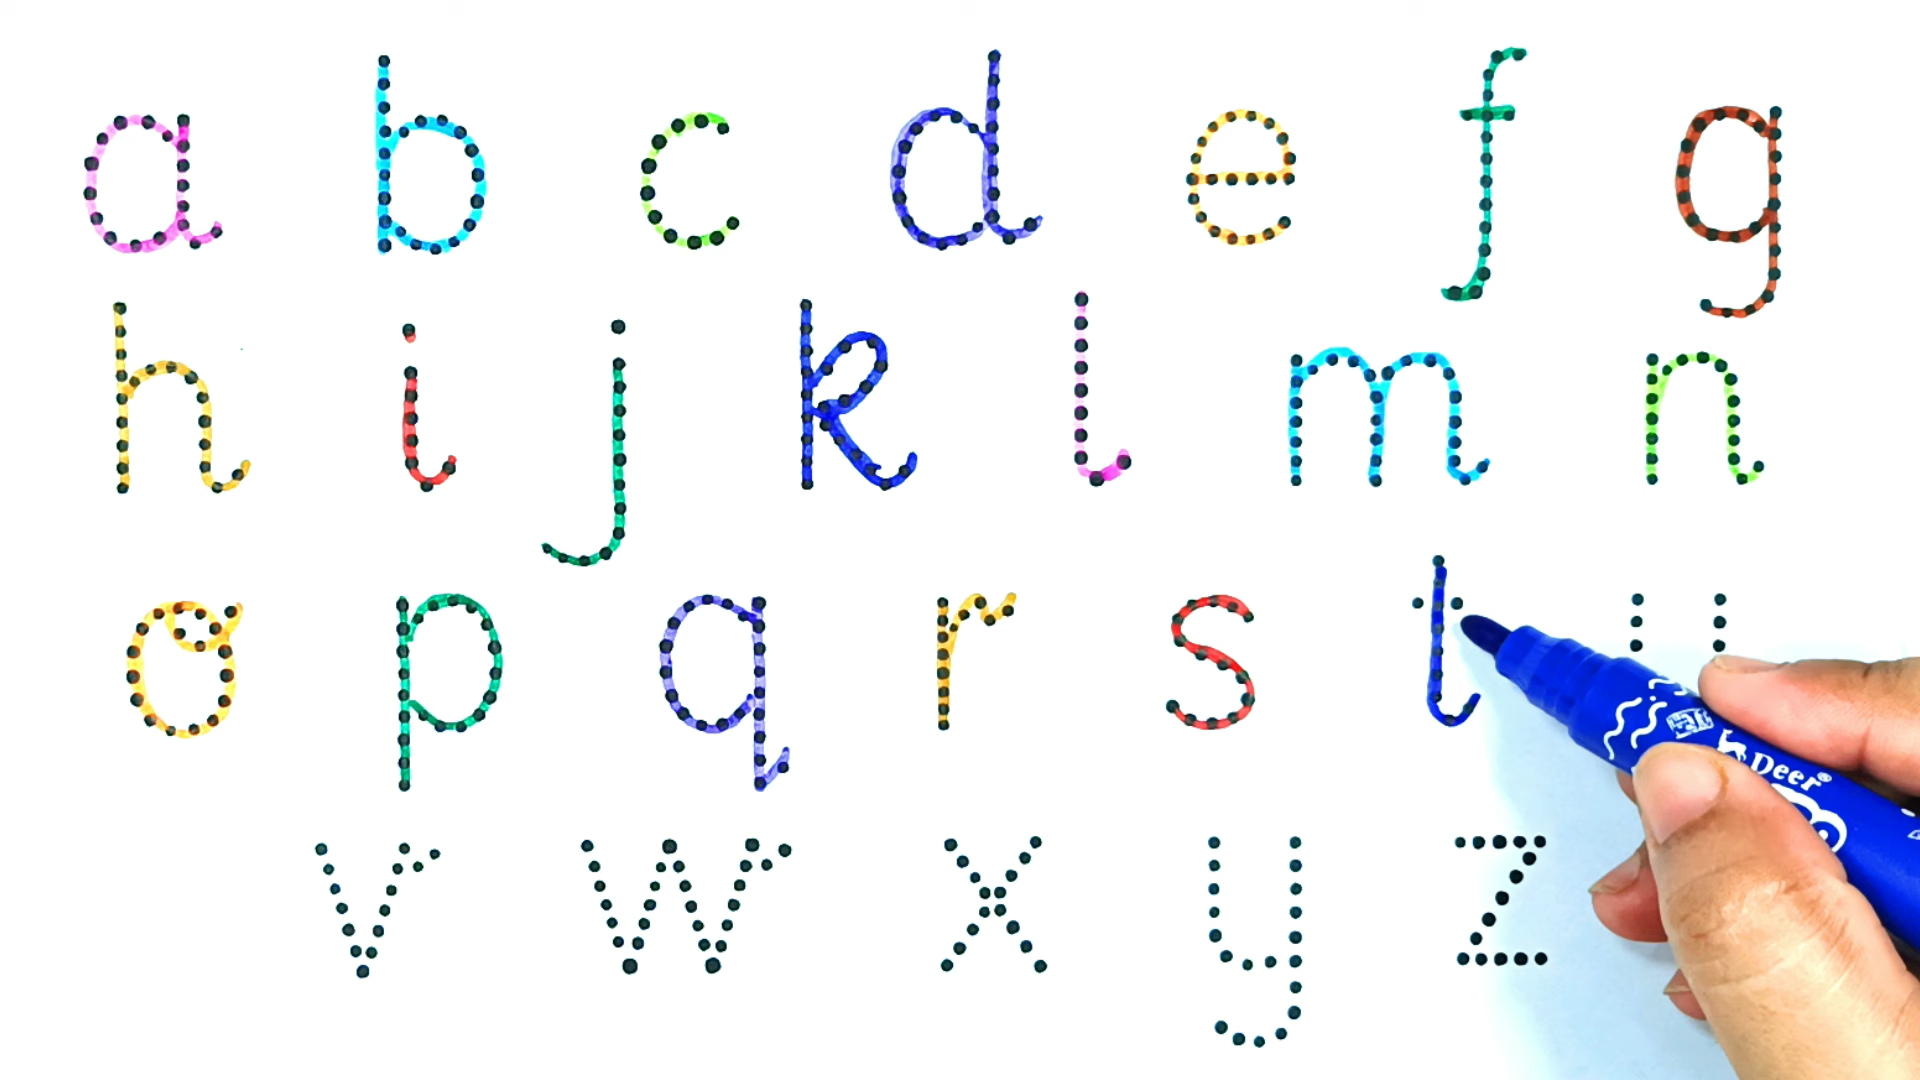 a b c d e f g
h i j k l m n
o p q r s t u
v w x y z
Deer®